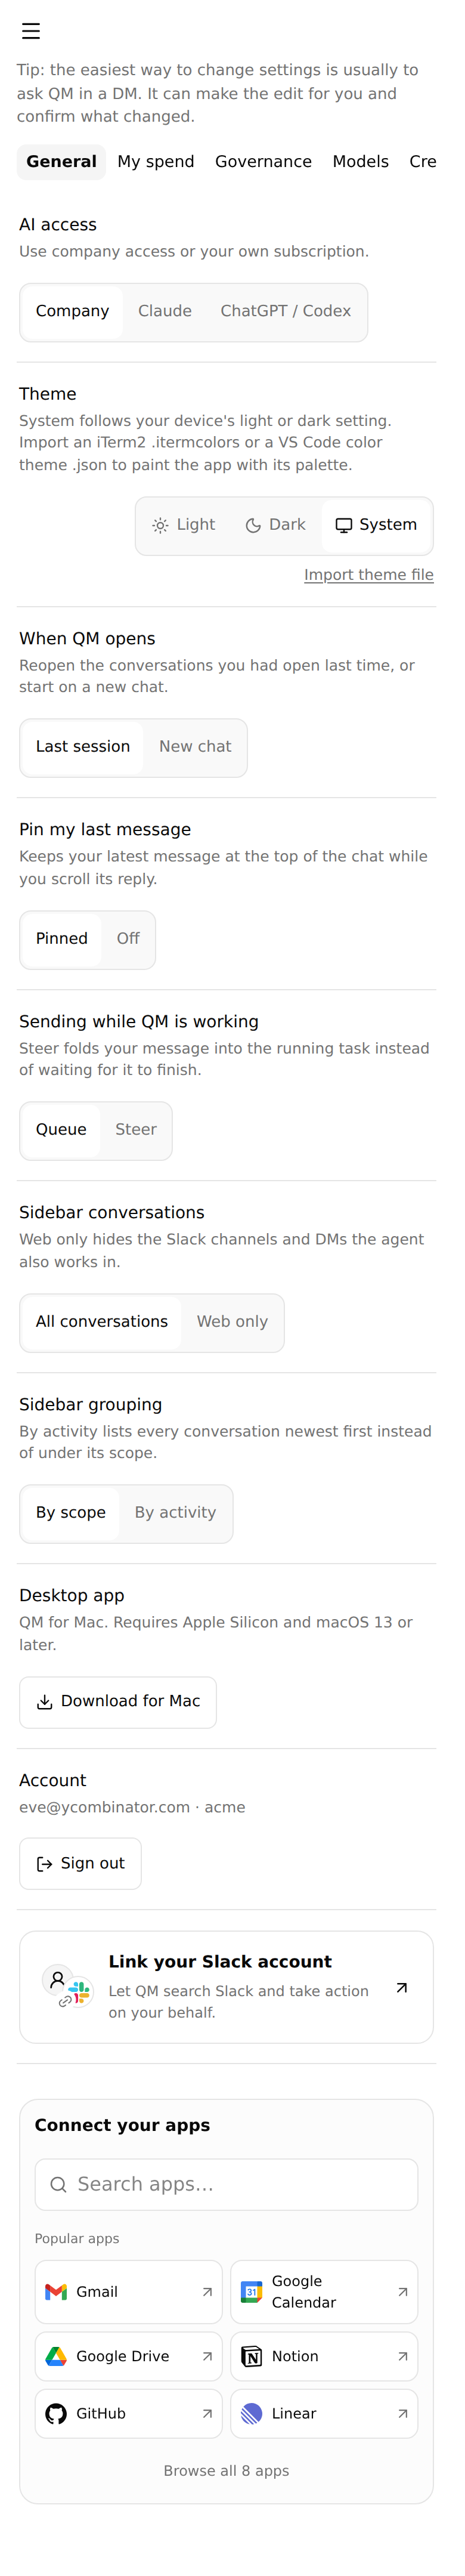 Tip: the easiest way to change settings is usually to
ask QM in a DM. It can make the edit for you and
confirm what changed.
General My spend Governance Models Cre
AI access
Use company access or your own subscription.
Company Claude ChatGPT / Codex
Theme
System follows your device's light or dark setting.
Import an iTerm2 .itermcolors or a VS Code color
theme .json to paint the app with its palette.
Light Dark System
Import theme file
When QM opens
Reopen the conversations you had open last time, or
start on a new chat.
Last session New chat
Pin my last message
Keeps your latest message at the top of the chat while
you scroll its reply.
Pinned Off
Sending while QM is working
Steer folds your message into the running task instead
of waiting for it to finish.
Queue Steer
Sidebar conversations
Web only hides the Slack channels and DMs the agent
also works in.
All conversations Web only
Sidebar grouping
By activity lists every conversation newest first instead
of under its scope.
By scope By activity
Desktop app
QM for Mac. Requires Apple Silicon and macOS 13 or
later.
Download for Mac
Account
eve@ycombinator.com · acme
Sign out
Link your Slack account
Let QM search Slack and take action
on your behalf.
Connect your apps
Search apps...
Popular apps
Gmail
31
Google
Calendar
Google Drive
Notion
GitHub
Linear
Browse all 8 apps